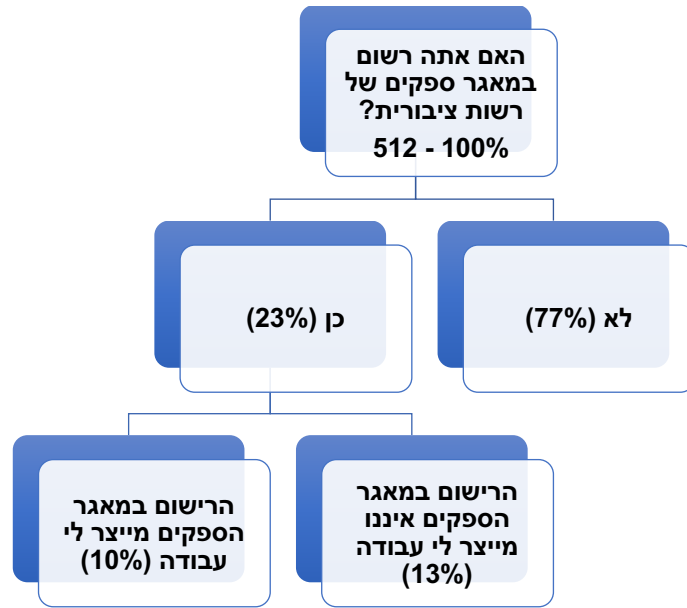 האם אתה רשום
במאגר ספקים של
רשות ציבורית?
512 - 100%
לא (77%)
כן (23%)
הרישום במאגר
הספקים איננו
מייצר לי עבודה
(13%)
הרישום במאגר
הספקים מייצר לי
עבודה (10%)